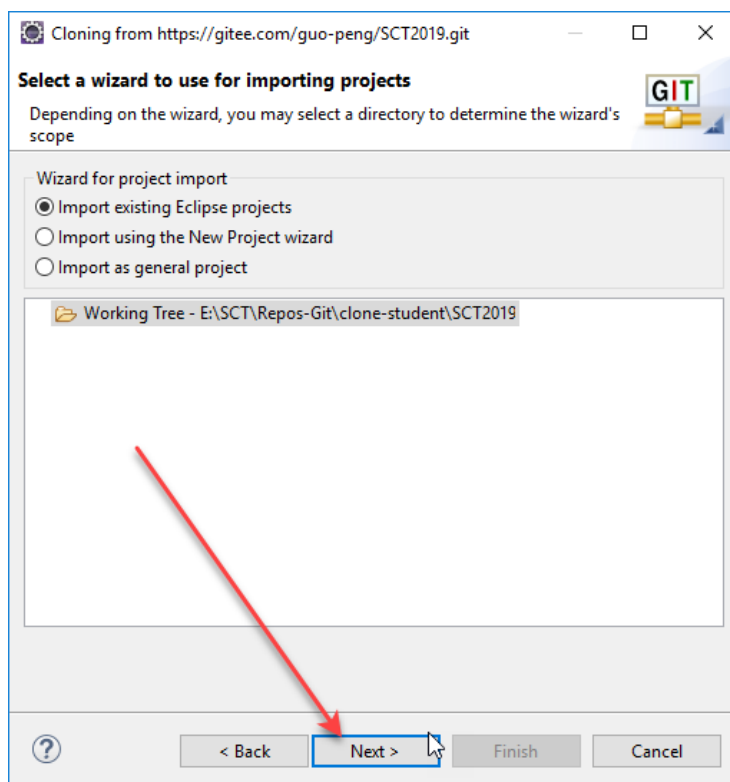 Cloning from https://gitee.com/guo-peng/SCT2019.git
Select a wizard to use for importing projects
Depending on the wizard, you may select a directory to determine the wizard's
scope
GIT
Wizard for project import
Import existing Eclipse projects
Import using the New Project wizard
Import as general project
Working Tree - E:\SCT\Repos-Git\clone-student\SCT2019
?
< Back
Next >
Finish
Cancel